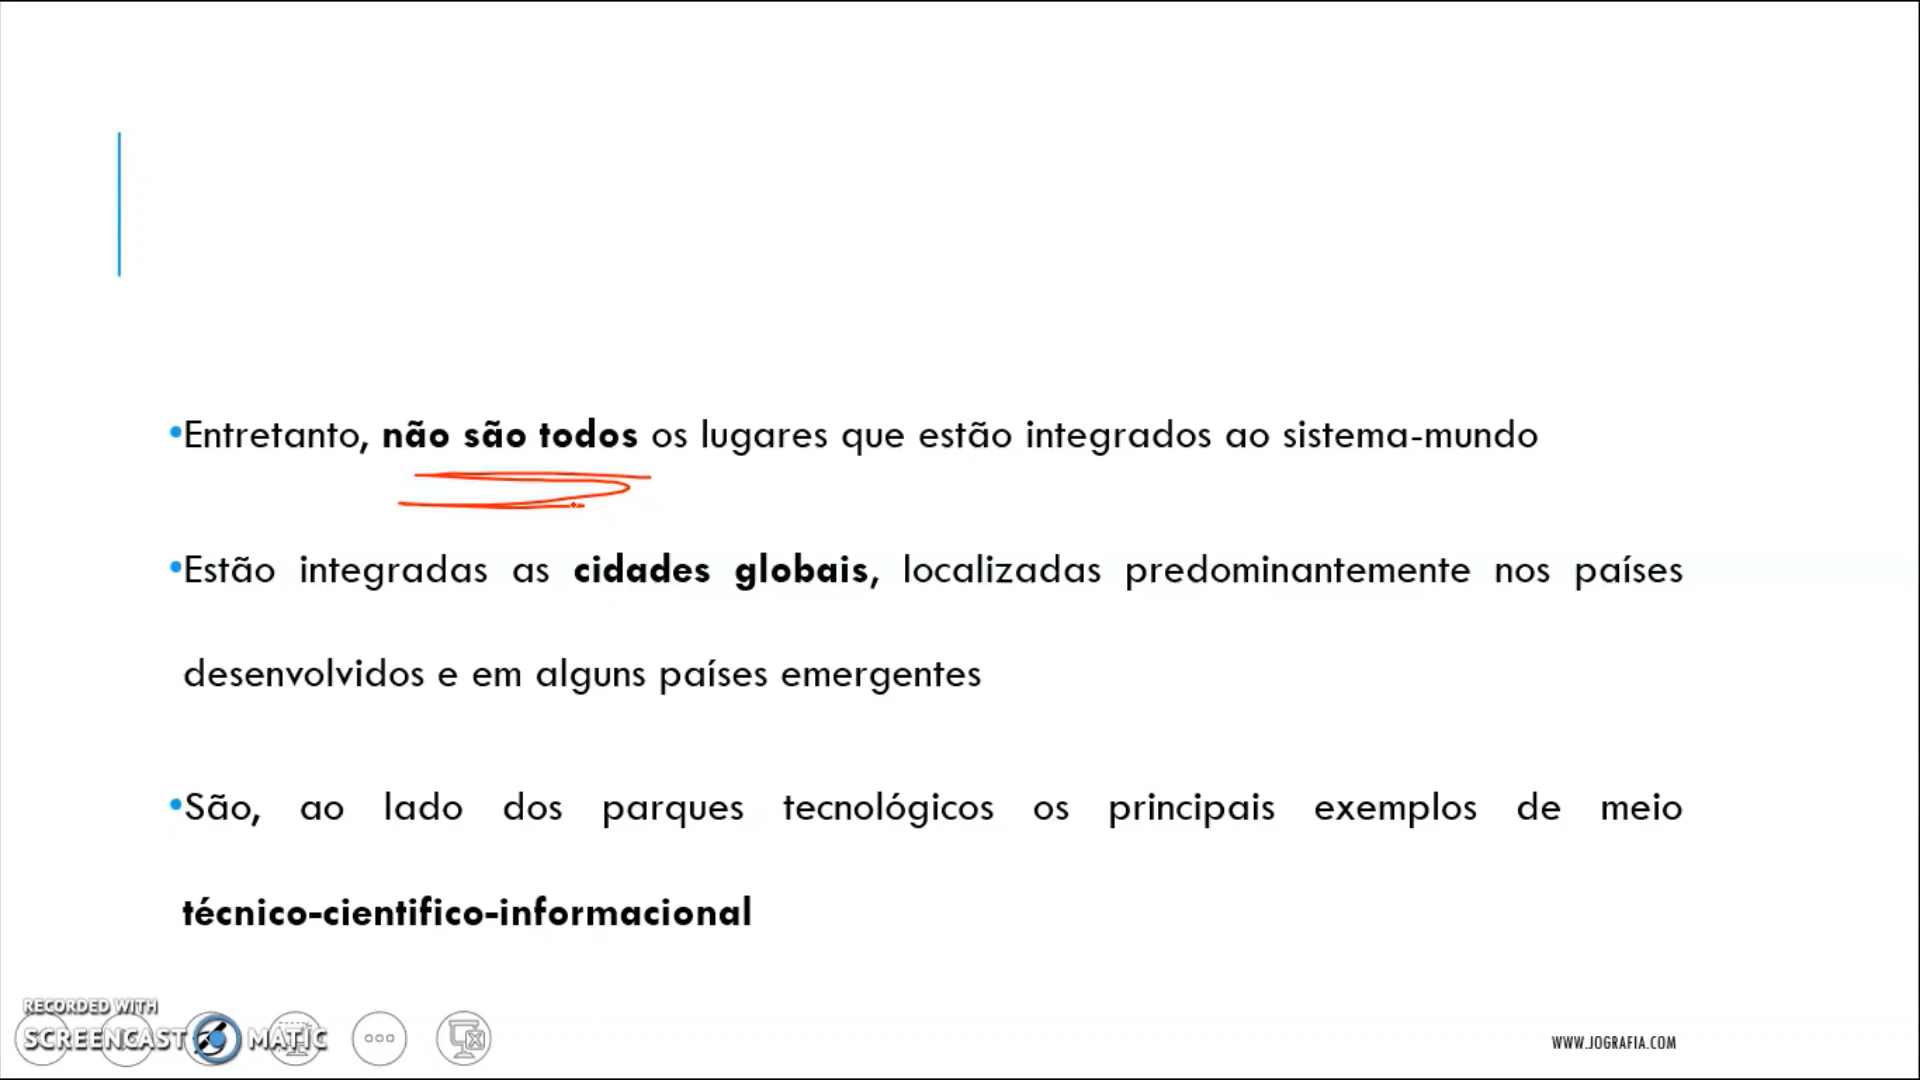 •Entretanto, não são todos os lugares que estão integrados ao sistema-mundo
•Estão integradas as cidades globais, localizadas predominantemente nos países
desenvolvidos e em alguns países emergentes
•São, ao lado dos parques tecnológicos os principais exemplos de meio
técnico-cientifico-informacional
RECORDED WITH
SCREENCAST MATIC
WWW.JOGRAFIA.COM